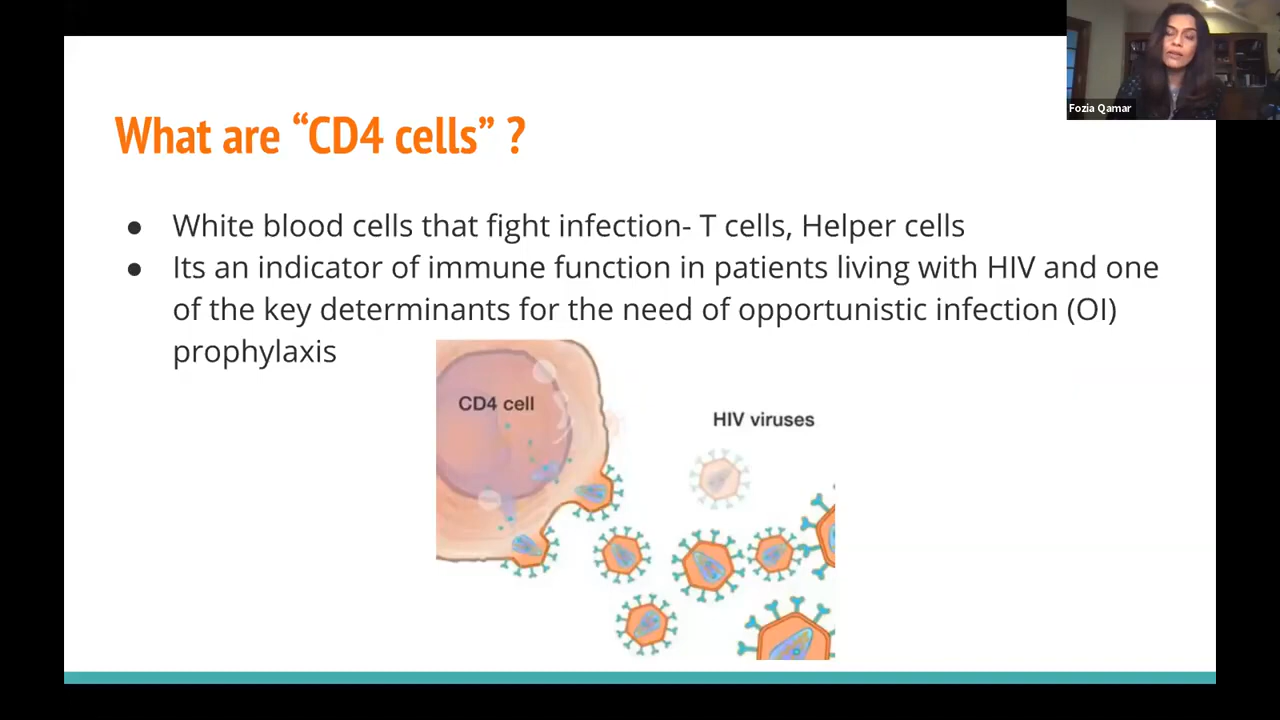 Fozia Qamar
What are “CD4 cells” ?
● White blood cells that fight infection- T cells, Helper cells
● Its an indicator of immune function in patients living with HIV and one
of the key determinants for the need of opportunistic infection (OI)
prophylaxis
CD4 cell
HIV viruses